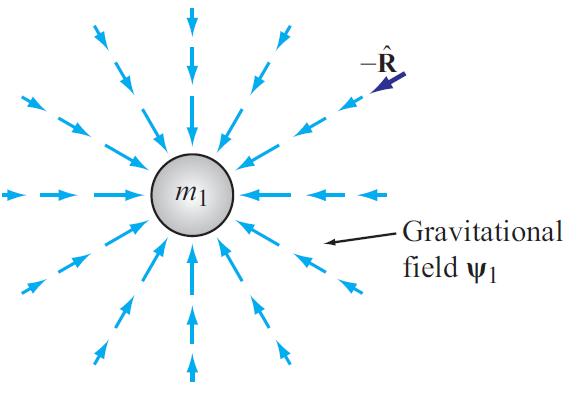 −R̂
m₁
Gravitational
field ψ₁